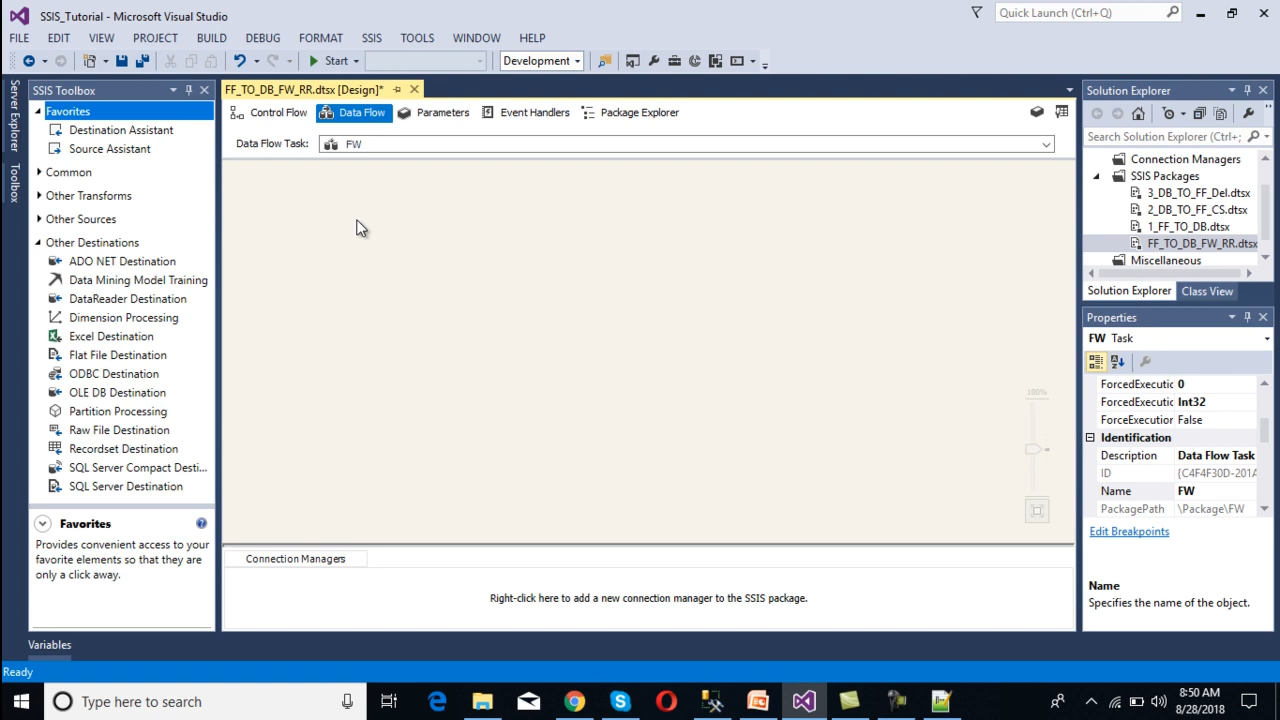 SSIS_Tutorial - Microsoft Visual Studio
Quick Launch (Ctrl+Q)
FILE EDIT VIEW PROJECT BUILD DEBUG FORMAT SSIS TOOLS WINDOW HELP
Start
Development
Server Explorer
Toolbox
SSIS Toolbox
Favorites
Destination Assistant
Source Assistant
Common
Other Transforms
Other Sources
Other Destinations
ADO NET Destination
Data Mining Model Training
DataReader Destination
Dimension Processing
Excel Destination
Flat File Destination
ODBC Destination
OLE DB Destination
Partition Processing
Raw File Destination
Recordset Destination
SQL Server Compact Desti...
SQL Server Destination
Favorites
Provides convenient access to your
favorite elements so that they are
only a click away.
FF_TO_DB_FW_RR.dtsx [Design]*
Control Flow Data Flow Parameters Event Handlers Package Explorer
Data Flow Task: FW
100%
Connection Managers
Right-click here to add a new connection manager to the SSIS package.
Solution Explorer
Search Solution Explorer (Ctrl+;
Connection Managers
SSIS Packages
3_DB_TO_FF_Del.dtsx
2_DB_TO_FF_CS.dtsx
1_FF_TO_DB.dtsx
FF_TO_DB_FW_RR.dtsx
Miscellaneous
Solution Explorer Class View
Properties
FW Task
ForcedExecutic 0
ForcedExecutic Int32
ForceExecution False
Identification
Description Data Flow Task
ID {C4F4F30D-201A
Name FW
PackagePath \Package\FW
Edit Breakpoints
Name
Specifies the name of the object.
Variables
Ready
Type here to search
8:50 AM
8/28/2018